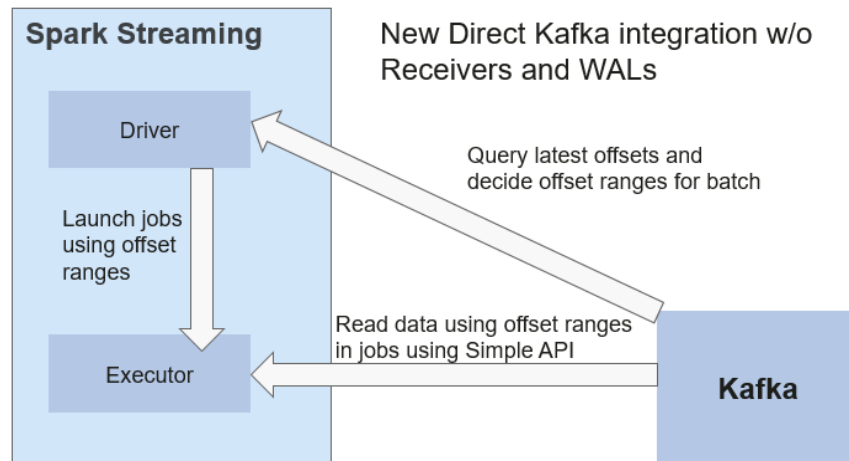 Spark Streaming
New Direct Kafka integration w/o
Receivers and WALs
Driver
Query latest offsets and
decide offset ranges for batch
Launch jobs
using offset
ranges
Read data using offset ranges
in jobs using Simple API
Executor
Kafka